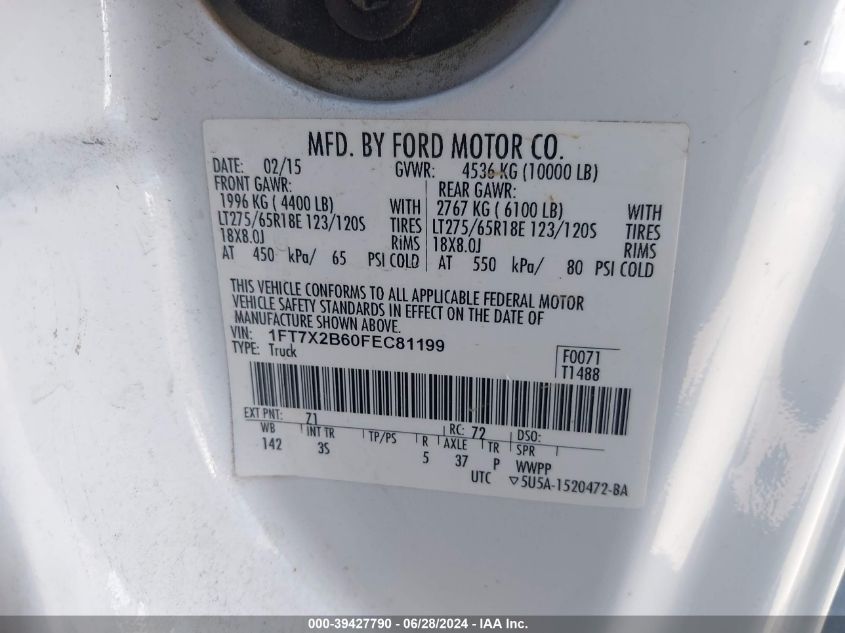 MFD. BY FORD MOTOR CO.
DATE: 02/15 GVWR: 4536 KG (10000 LB)
FRONT GAWR: REAR GAWR:
1996 KG ( 4400 LB) WITH 2767 KG ( 6100 LB) WITH
LT275/65R18E 123/120S TIRES LT275/65R18E 123/120S TIRES
18X8.0J RIMS 18X8.0J RIMS
AT 450 kPa/ 65 PSI COLD AT 550 kPa/ 80 PSI COLD
THIS VEHICLE CONFORMS TO ALL APPLICABLE FEDERAL MOTOR
VEHICLE SAFETY STANDARDS IN EFFECT ON THE DATE OF
MANUFACTURE SHOWN ABOVE.
VIN: 1FT7X2B60FEC81199 F0071
TYPE: Truck T1488
EXT PNT: Z1 RC: 72 DSO:
WB INT TR TP/PS R AXLE TR SPR
142 3S 5 37 P WWPP
UTC ▽5U5A-1520472-BA
000-39427790 - 06/28/2024 - IAA Inc.